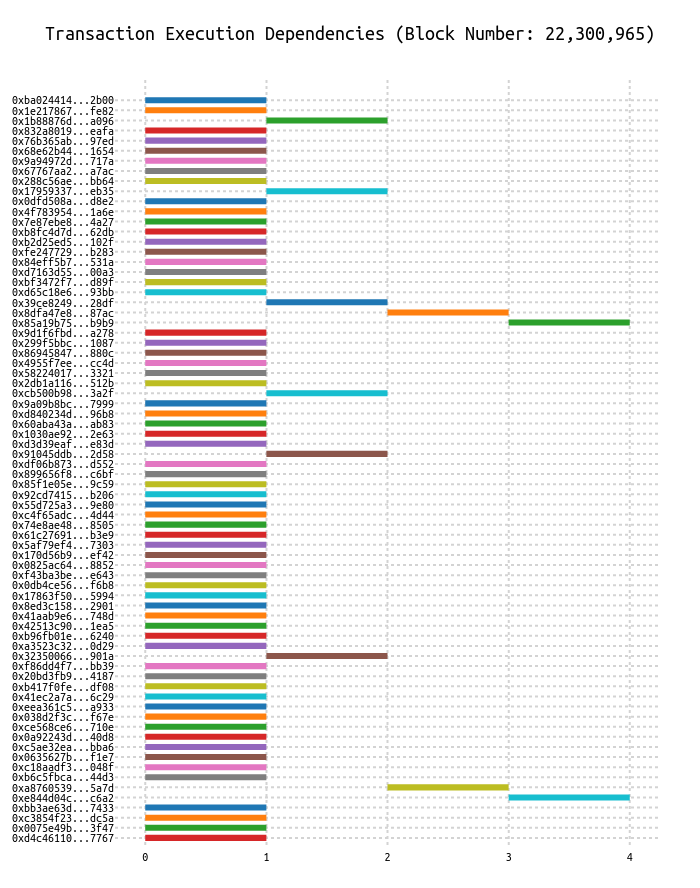 Transaction Execution Dependencies (Block Number: 22,300,965)
0xba024414...2b00
0x1e217867...fe82
0x1b88876d...a096
0x832a8019...eafa
0x76b365ab...97ed
0x68e62b44...1654
0x9a94972d...717a
0x67767aa2...a7ac
0x288c56ae...bb64
0x17959337...eb35
0x0dfd508a...d8e2
0x4f783954...1a6e
0x7e87ebe8...4a27
0xb8fc4d7d...62db
0xb2d25ed5...102f
0xfe247729...b283
0x84eff5b7...531a
0xd7163d55...00a3
0xbf3472f7...d89f
0xd65c18e6...93bb
0x39ce8249...28df
0x8dfa47e8...87ac
0x85a19b75...b9b9
0x9d1f6fbd...a278
0x299f5bbc...1087
0x86945847...880c
0x4955f7ee...cc4d
0x58224017...3321
0x2db1a116...512b
0xcb500b98...3a2f
0x9a09b8bc...7999
0xd840234d...96b8
0x60aba43a...ab83
0x1030ae92...2e63
0xd3d39eaf...e83d
0x91045ddb...2d58
0xdf06b873...d552
0x899656f8...c6bf
0x85f1e05e...9c59
0x92cd7415...b206
0x55d725a3...9e80
0xc4f65adc...4d44
0x74e8ae48...8505
0x61c27691...b3e9
0x5af79ef4...7303
0x170d56b9...ef42
0x0825ac64...8852
0xf43ba3be...e643
0x0db4ce56...f6b8
0x17863f50...5994
0x8ed3c158...2901
0x41aab9e6...748d
0x42513c90...1ea5
0xb96fb01e...6240
0xa3523c32...0d29
0x32350066...901a
0xf86dd4f7...bb39
0x20bd3fb9...4187
0xb417f0fe...df08
0x41ec2a7a...6c29
0xeea361c5...a933
0x038d2f3c...f67e
0xce568ce6...710e
0x0a92243d...40d8
0xc5ae32ea...bba6
0x0635627b...f1e7
0xc18aadf3...048f
0xb6c5fbca...44d3
0xa8760539...5a7d
0xe844d04c...c6a2
0xbb3ae63d...7433
0xc3854f23...dc5a
0x0075e49b...3f47
0xd4c46110...7767
0 1 2 3 4